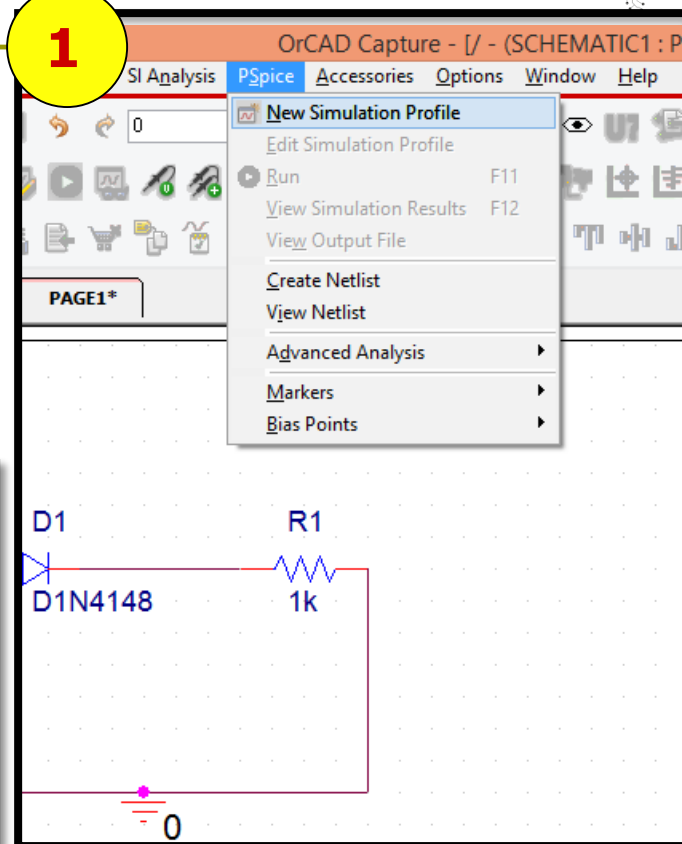 1
OrCAD Capture - [/ - (SCHEMATIC1 : P
SI Analysis PSpice Accessories Options Window Help
0
New Simulation Profile
Edit Simulation Profile
Run F11
View Simulation Results F12
View Output File
Create Netlist
View Netlist
Advanced Analysis
Markers
Bias Points
PAGE1*
D1 R1
D1N4148 1k
0